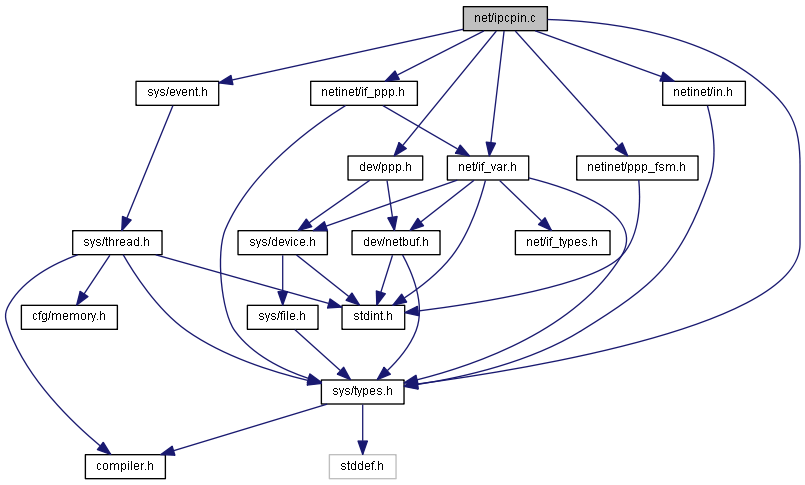 net/ipcpin.c
sys/event.h
netinet/if_ppp.h
netinet/in.h
dev/ppp.h
net/if_var.h
netinet/ppp_fsm.h
sys/thread.h
sys/device.h
dev/netbuf.h
net/if_types.h
cfg/memory.h
sys/file.h
stdint.h
sys/types.h
compiler.h
stddef.h